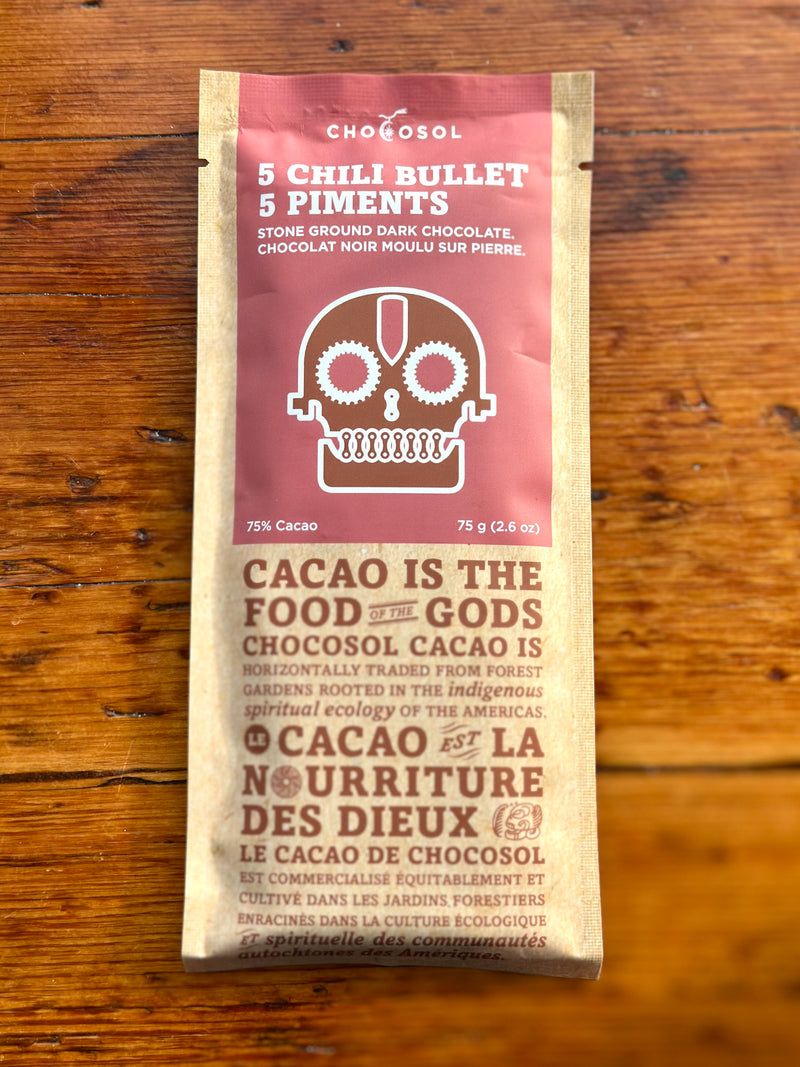 CHOCOSOL
5 CHILI BULLET
5 PIMENTS
STONE GROUND DARK CHOCOLATE.
CHOCOLAT NOIR MOULU SUR PIERRE.
75% Cacao 75 g (2.6 oz)
CACAO IS THE
FOOD OF THE GODS
CHOCOSOL CACAO IS
HORIZONTALLY TRADED FROM FOREST
GARDENS ROOTED IN THE indigenous
spiritual ecology OF THE AMERICAS.
LE CACAO EST LA
NOURRITURE
DES DIEUX
LE CACAO DE CHOCOSOL
EST COMMERCIALISÉ ÉQUITABLEMENT ET
CULTIVÉ DANS LES JARDINS FORESTIERS
ENRACINÉS DANS LA CULTURE ÉCOLOGIQUE
ET spirituelle des communautés
autochtones des Amériques.